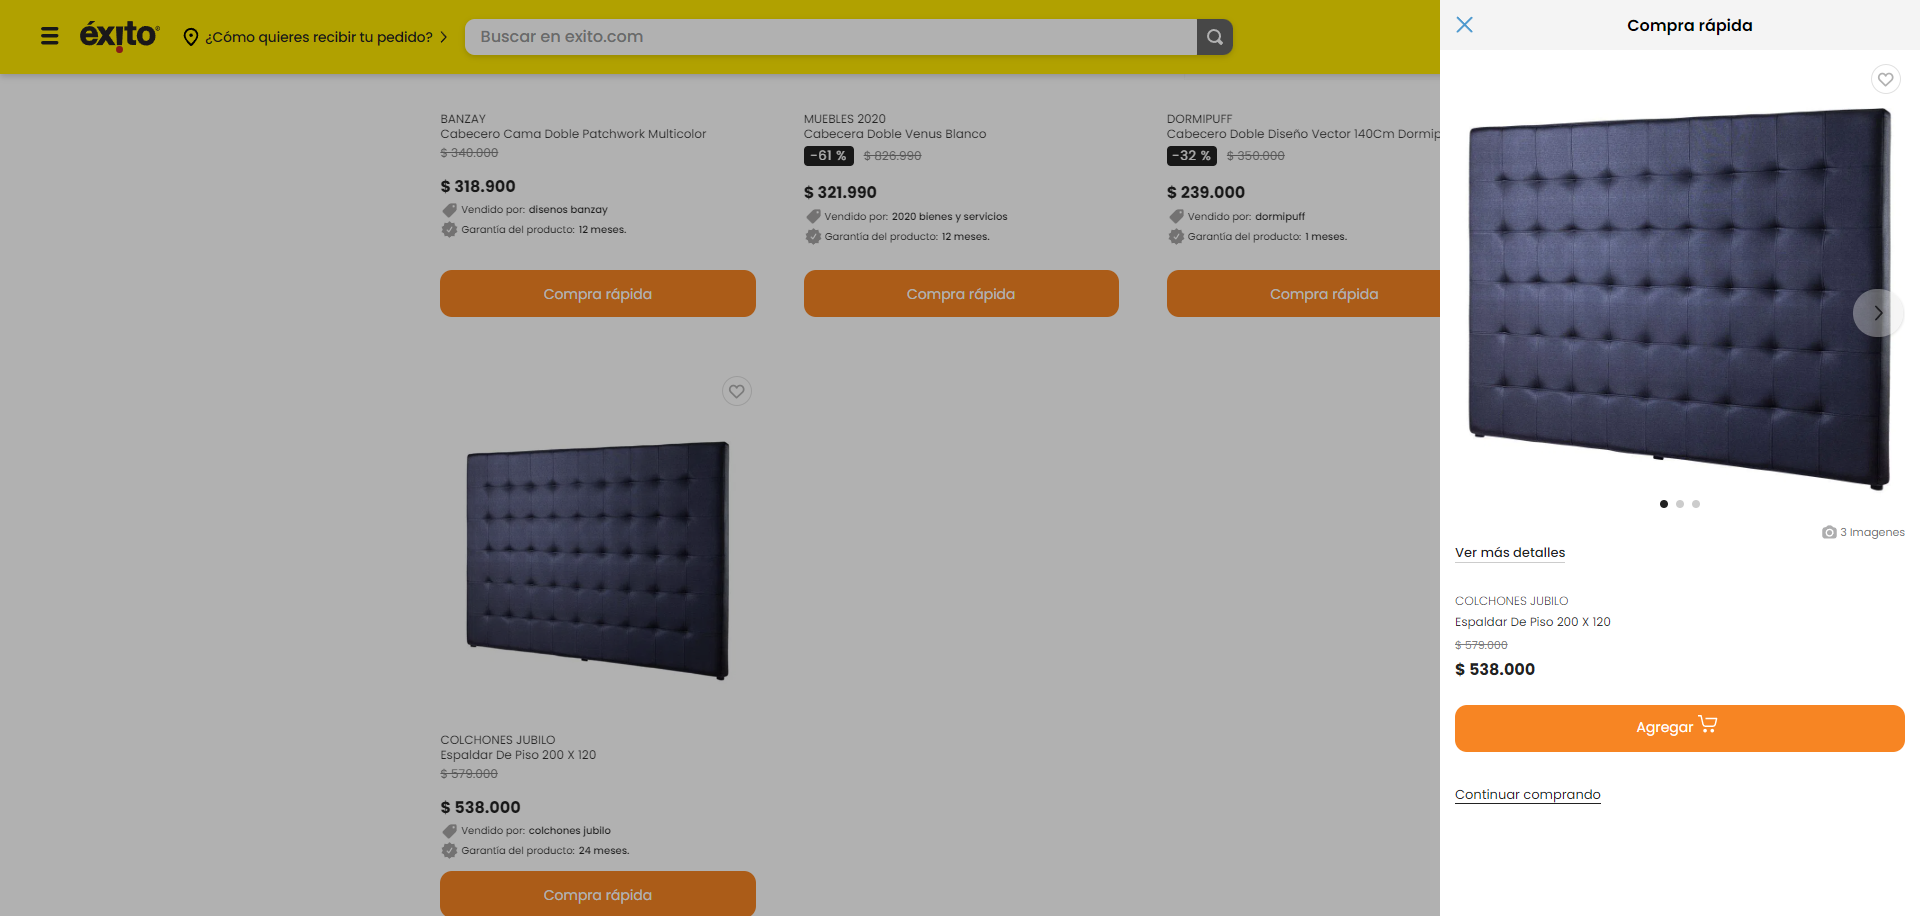 éxito
¿Cómo quieres recibir tu pedido?
Buscar en exito.com
BANZAY
Cabecero Cama Doble Patchwork Multicolor
$ 340.000
$ 318.900
Vendido por: disenos banzay
Garantía del producto: 12 meses.
Compra rápida
MUEBLES 2020
Cabecera Doble Venus Blanco
-61 % $ 826.990
$ 321.990
Vendido por: 2020 bienes y servicios
Garantía del producto: 12 meses.
Compra rápida
DORMIPUFF
Cabecero Doble Diseño Vector 140Cm Dormip
-32 % $ 350.000
$ 239.000
Vendido por: dormipuff
Garantía del producto: 1 meses.
Compra rápida
COLCHONES JUBILO
Espaldar De Piso 200 X 120
$ 579.000
$ 538.000
Vendido por: colchones jubilo
Garantía del producto: 24 meses.
Compra rápida
Compra rápida
3 Imagenes
Ver más detalles
COLCHONES JUBILO
Espaldar De Piso 200 X 120
$ 579.000
$ 538.000
Agregar
Continuar comprando